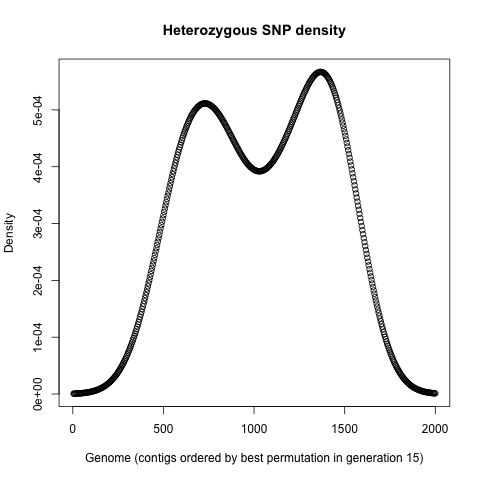 Heterozygous SNP density
Density
5e-04
4e-04
3e-04
2e-04
1e-04
0e+00
0 500 1000 1500 2000
Genome (contigs ordered by best permutation in generation 15)